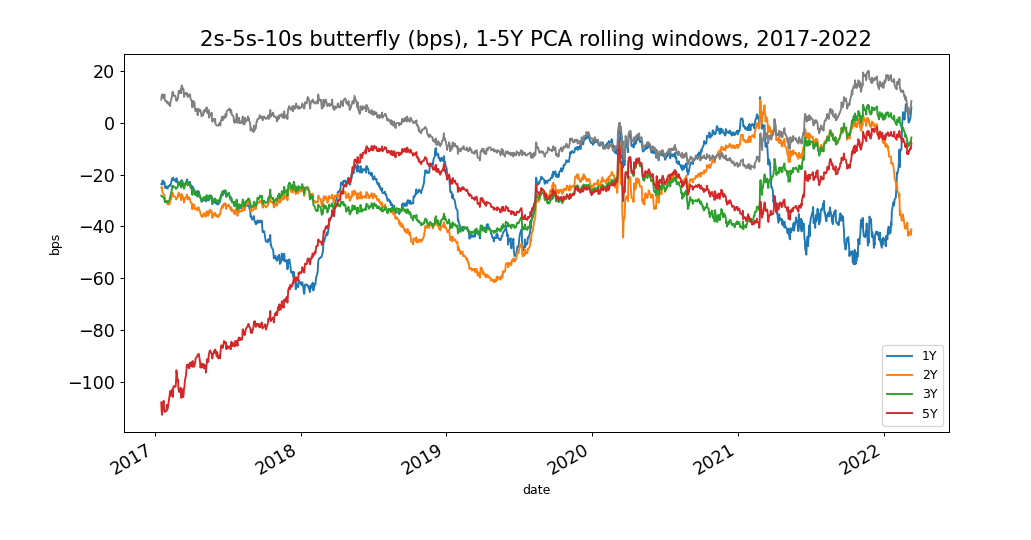 2s-5s-10s butterfly (bps), 1-5Y PCA rolling windows, 2017-2022
20
0
−20
−40
−60
−80
−100
bps
1Y
2Y
3Y
5Y
2017
2018
2019
2020
2021
2022
date